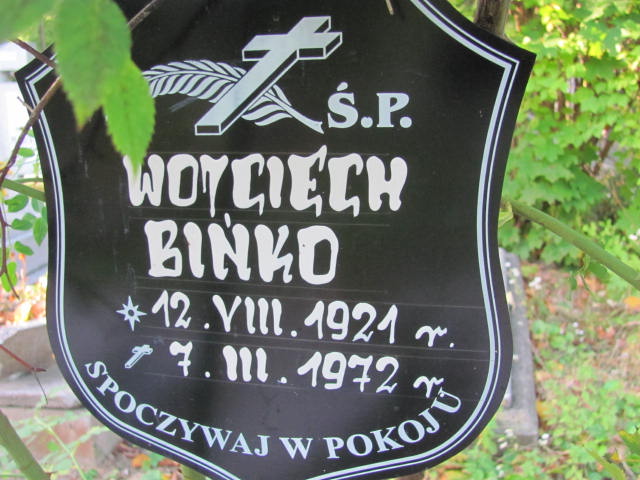 Ś.P.
WOJCIECH
BIŃKO
12.VIII.1921 r.
7.III.1972 r.
SPOCZYWAJ W POKOJU